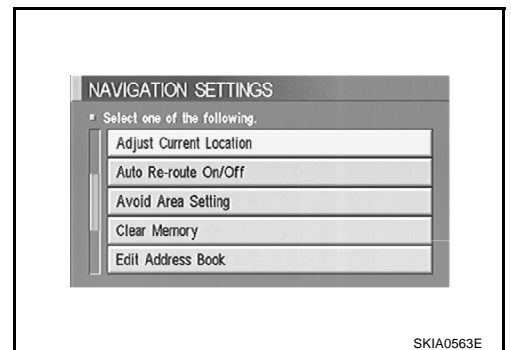 NAVIGATION SETTINGS
Select one of the following.
Adjust Current Location
Auto Re-route On/Off
Avoid Area Setting
Clear Memory
Edit Address Book
SKIA0563E